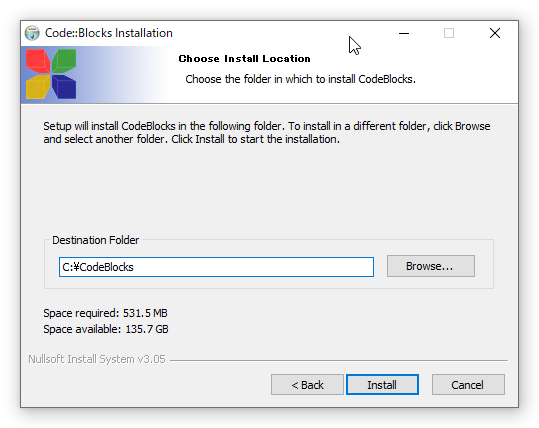 Code::Blocks Installation
Choose Install Location
Choose the folder in which to install CodeBlocks.
Setup will install CodeBlocks in the following folder. To install in a different folder, click Browse
and select another folder. Click Install to start the installation.
Destination Folder
C:¥CodeBlocks
Browse...
Space required: 531.5 MB
Space available: 135.7 GB
Nullsoft Install System v3.05
< Back
Install
Cancel